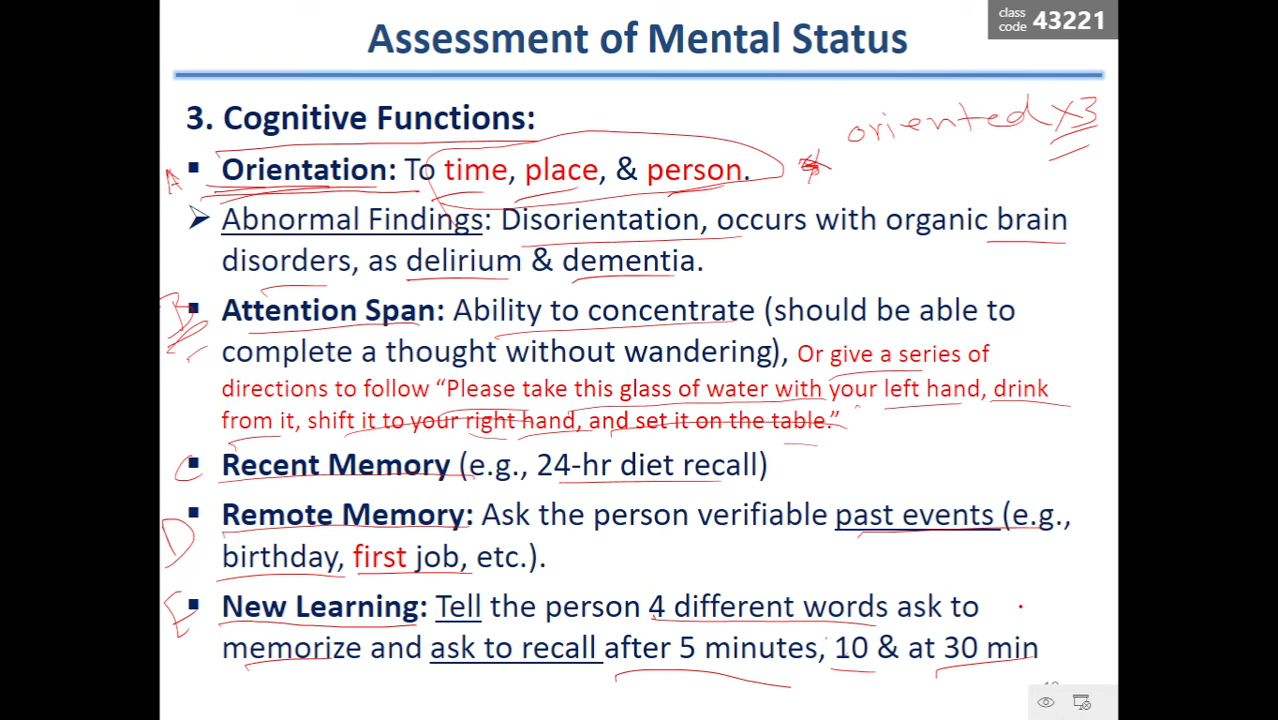 class
code 43221
Assessment of Mental Status
3. Cognitive Functions:
oriented x3
A ▪ Orientation: To time, place, & person. *
➢ Abnormal Findings: Disorientation, occurs with organic brain
disorders, as delirium & dementia.
B ▪ Attention Span: Ability to concentrate (should be able to
complete a thought without wandering), Or give a series of
directions to follow “Please take this glass of water with your left hand, drink
from it, shift it to your right hand, and set it on the table.”
C ▪ Recent Memory (e.g., 24-hr diet recall)
D ▪ Remote Memory: Ask the person verifiable past events (e.g.,
birthday, first job, etc.).
E ▪ New Learning: Tell the person 4 different words ask to
memorize and ask to recall after 5 minutes, 10 & at 30 min